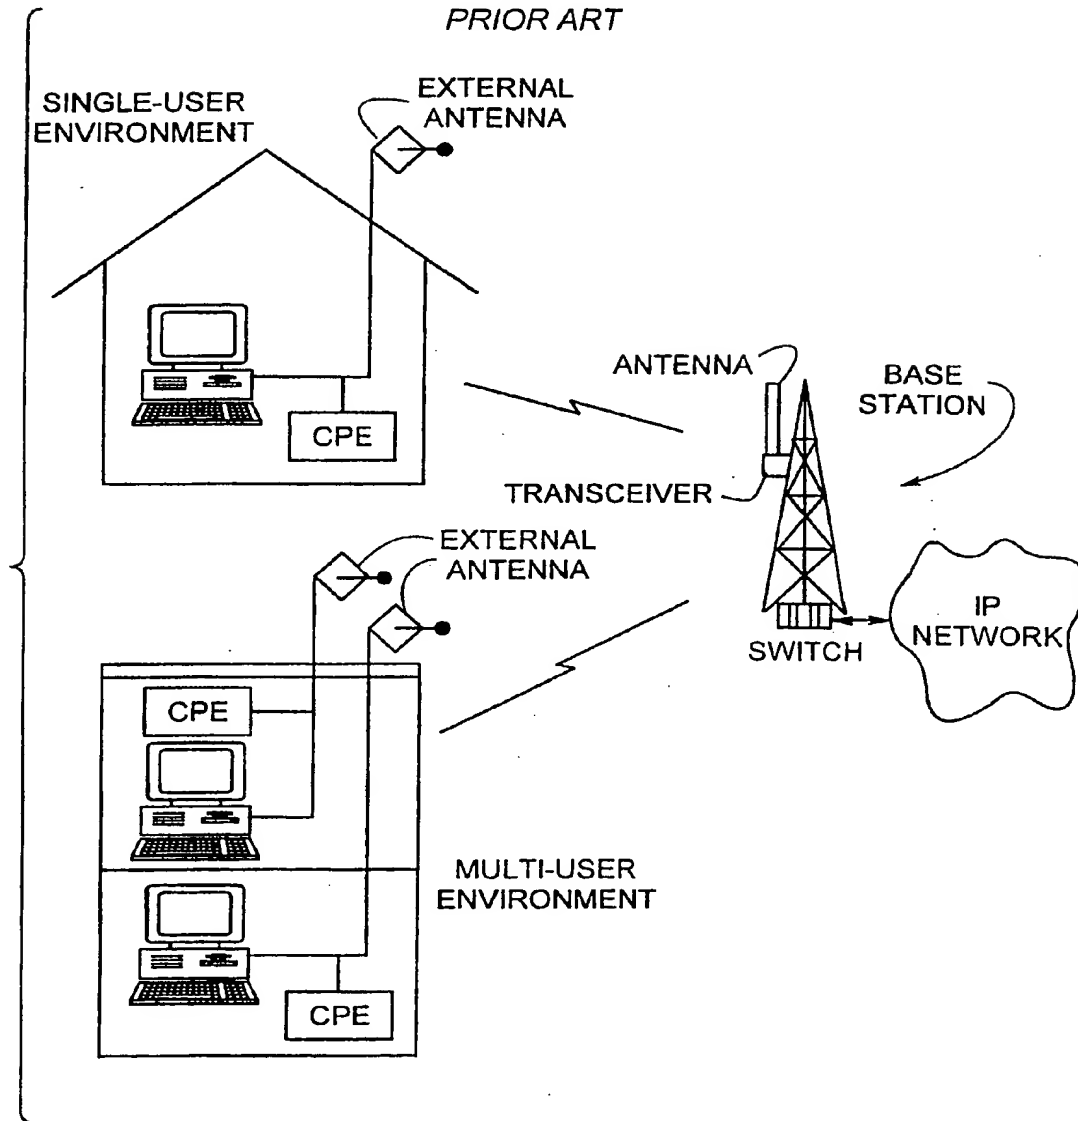 PRIOR ART
SINGLE-USER
ENVIRONMENT
EXTERNAL
ANTENNA
CPE
ANTENNA
BASE
STATION
TRANSCEIVER
EXTERNAL
ANTENNA
IP
NETWORK
SWITCH
CPE
MULTI-USER
ENVIRONMENT
CPE